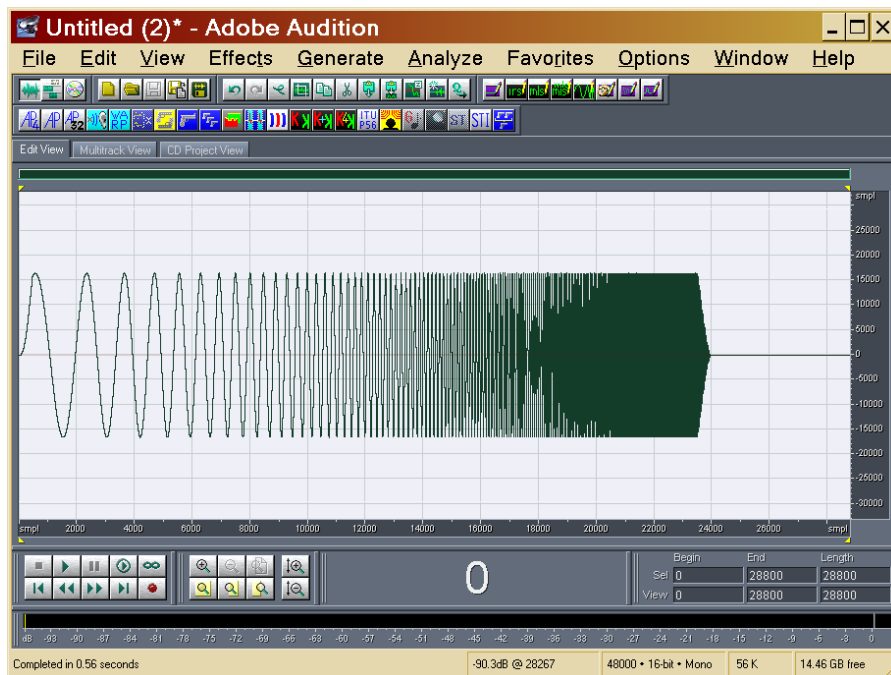 Untitled (2)* - Adobe Audition
File Edit View Effects Generate Analyze Favorites Options Window Help
Edit View Multitrack View CD Project View
smpl
25000
20000
15000
10000
5000
0
-5000
-10000
-15000
-20000
-25000
-30000
smpl 2000 4000 6000 8000 10000 12000 14000 16000 18000 20000 22000 24000 26000 smpl
0
Begin End Length
Sel 0 28800 28800
View 0 28800 28800
dB -93 -90 -87 -84 -81 -78 -75 -72 -69 -66 -63 -60 -57 -54 -51 -48 -45 -42 -39 -36 -33 -30 -27 -24 -21 -18 -15 -12 -9 -6 -3 0
Completed in 0.56 seconds -90.3dB @ 28267 48000 • 16-bit • Mono 56 K 14.46 GB free